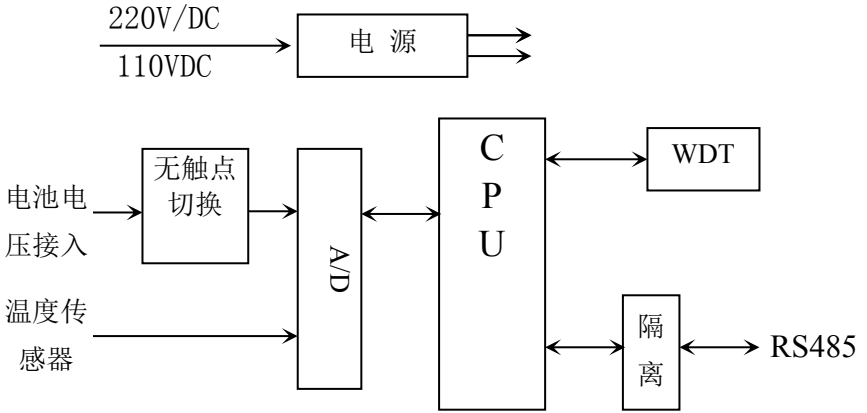 220V/DC
110VDC
电 源
无触点
切换
电池电
压接入
温度传
感器
A/D
C
P
U
WDT
隔
离
RS485